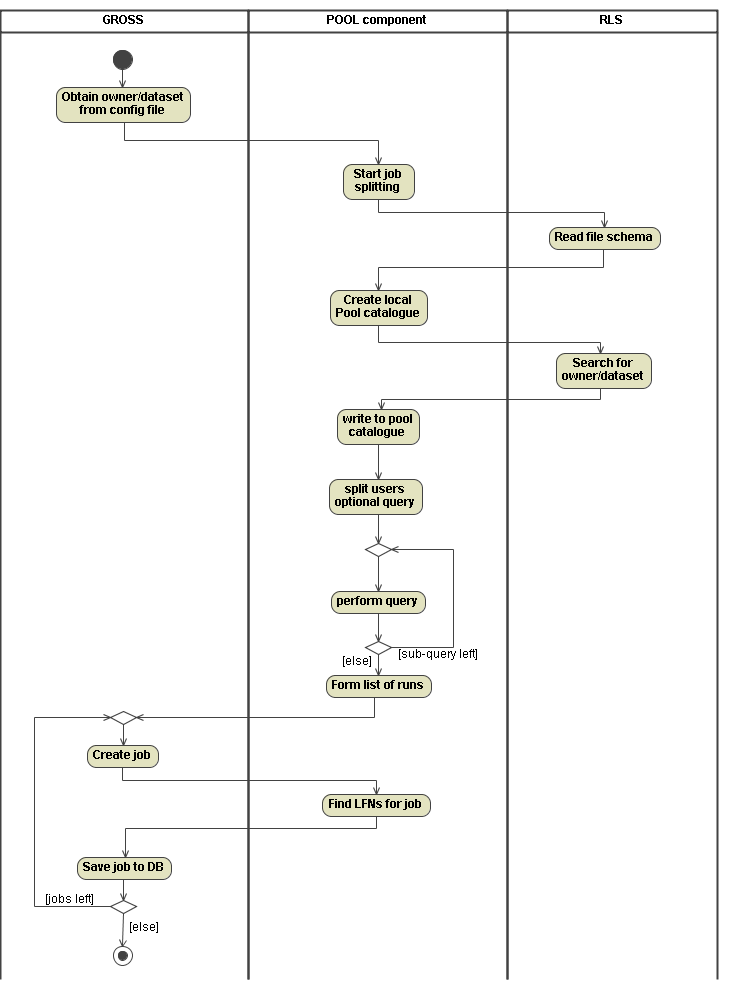 GROSS
POOL component
RLS
Obtain owner/dataset
from config file
Start job
splitting
Read file schema
Create local
Pool catalogue
Search for
owner/dataset
write to pool
catalogue
split users
optional query
perform query
[sub-query left]
[else]
Form list of runs
Create job
Find LFNs for job
Save job to DB
[jobs left]
[else]